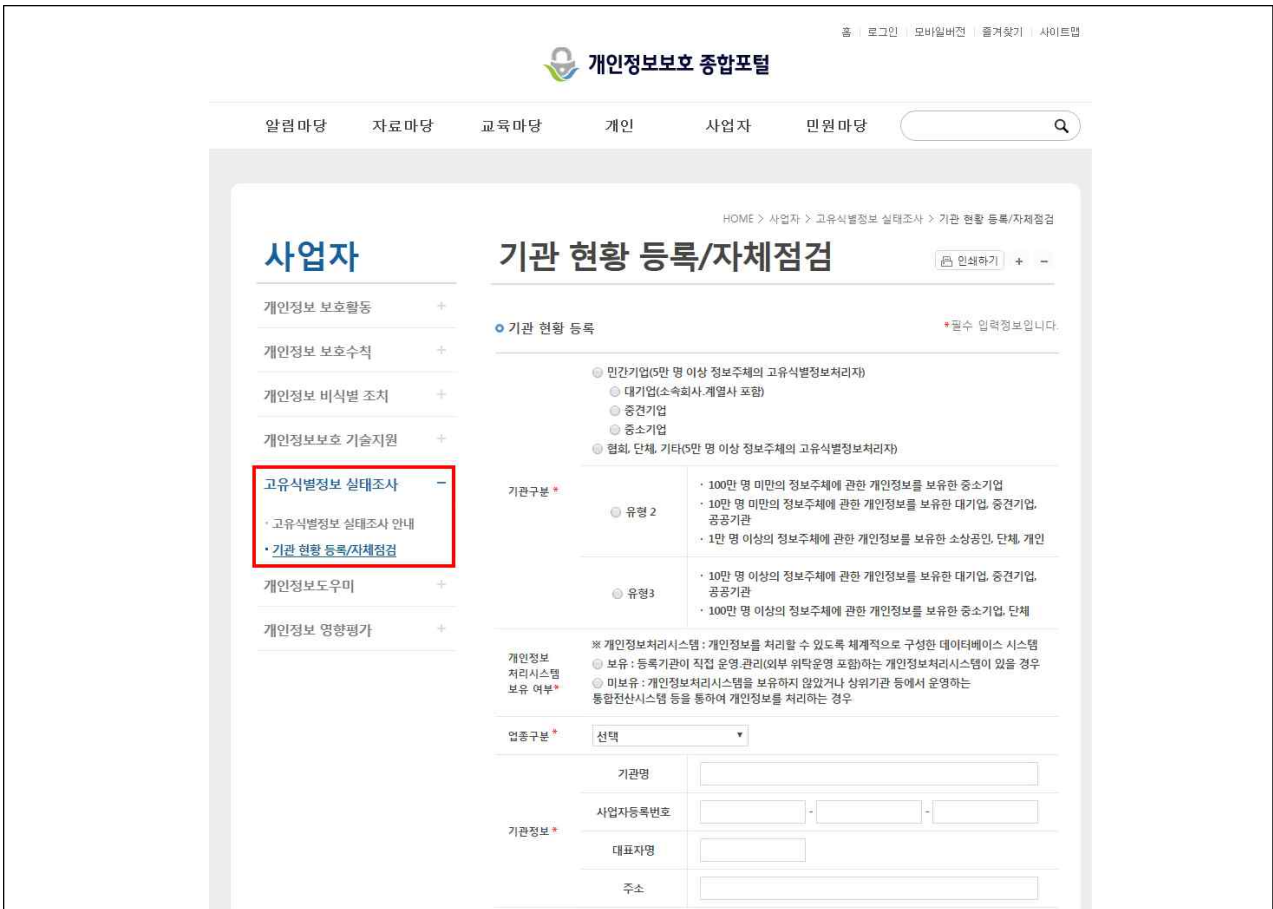 홈 로그인 모바일버전 즐겨찾기 사이트맵
개인정보보호 종합포털
알림마당 자료마당 교육마당 개인 사업자 민원마당
HOME > 사업자 > 고유식별정보 실태조사 > 기관 현황 등록/자체점검
사업자
개인정보 보호활동 +
개인정보 보호수칙 +
개인정보 비식별 조치 +
개인정보보호 기술지원 +
고유식별정보 실태조사 −
· 고유식별정보 실태조사 안내
· 기관 현황 등록/자체점검
개인정보도우미 +
개인정보 영향평가 +
기관 현황 등록/자체점검
인쇄하기 + −
기관 현황 등록
*필수 입력정보입니다.
기관구분 *
민간기업(5만 명 이상 정보주체의 고유식별정보처리자)
대기업(소속회사.계열사 포함)
중견기업
중소기업
협회, 단체, 기타(5만 명 이상 정보주체의 고유식별정보처리자)
유형 2
· 100만 명 미만의 정보주체에 관한 개인정보를 보유한 중소기업
· 10만 명 미만의 정보주체에 관한 개인정보를 보유한 대기업, 중견기업,
공공기관
· 1만 명 이상의 정보주체에 관한 개인정보를 보유한 소상공인, 단체, 개인
유형3
· 10만 명 이상의 정보주체에 관한 개인정보를 보유한 대기업, 중견기업,
공공기관
· 100만 명 이상의 정보주체에 관한 개인정보를 보유한 중소기업, 단체
개인정보
처리시스템
보유 여부*
※ 개인정보처리시스템 : 개인정보를 처리할 수 있도록 체계적으로 구성한 데이터베이스 시스템
보유 : 등록기관이 직접 운영.관리(외부 위탁운영 포함)하는 개인정보처리시스템이 있을 경우
미보유 : 개인정보처리시스템을 보유하지 않았거나 상위기관 등에서 운영하는
통합전산시스템 등을 통하여 개인정보를 처리하는 경우
업종구분 * 선택
기관정보 *
기관명
사업자등록번호 - -
대표자명
주소